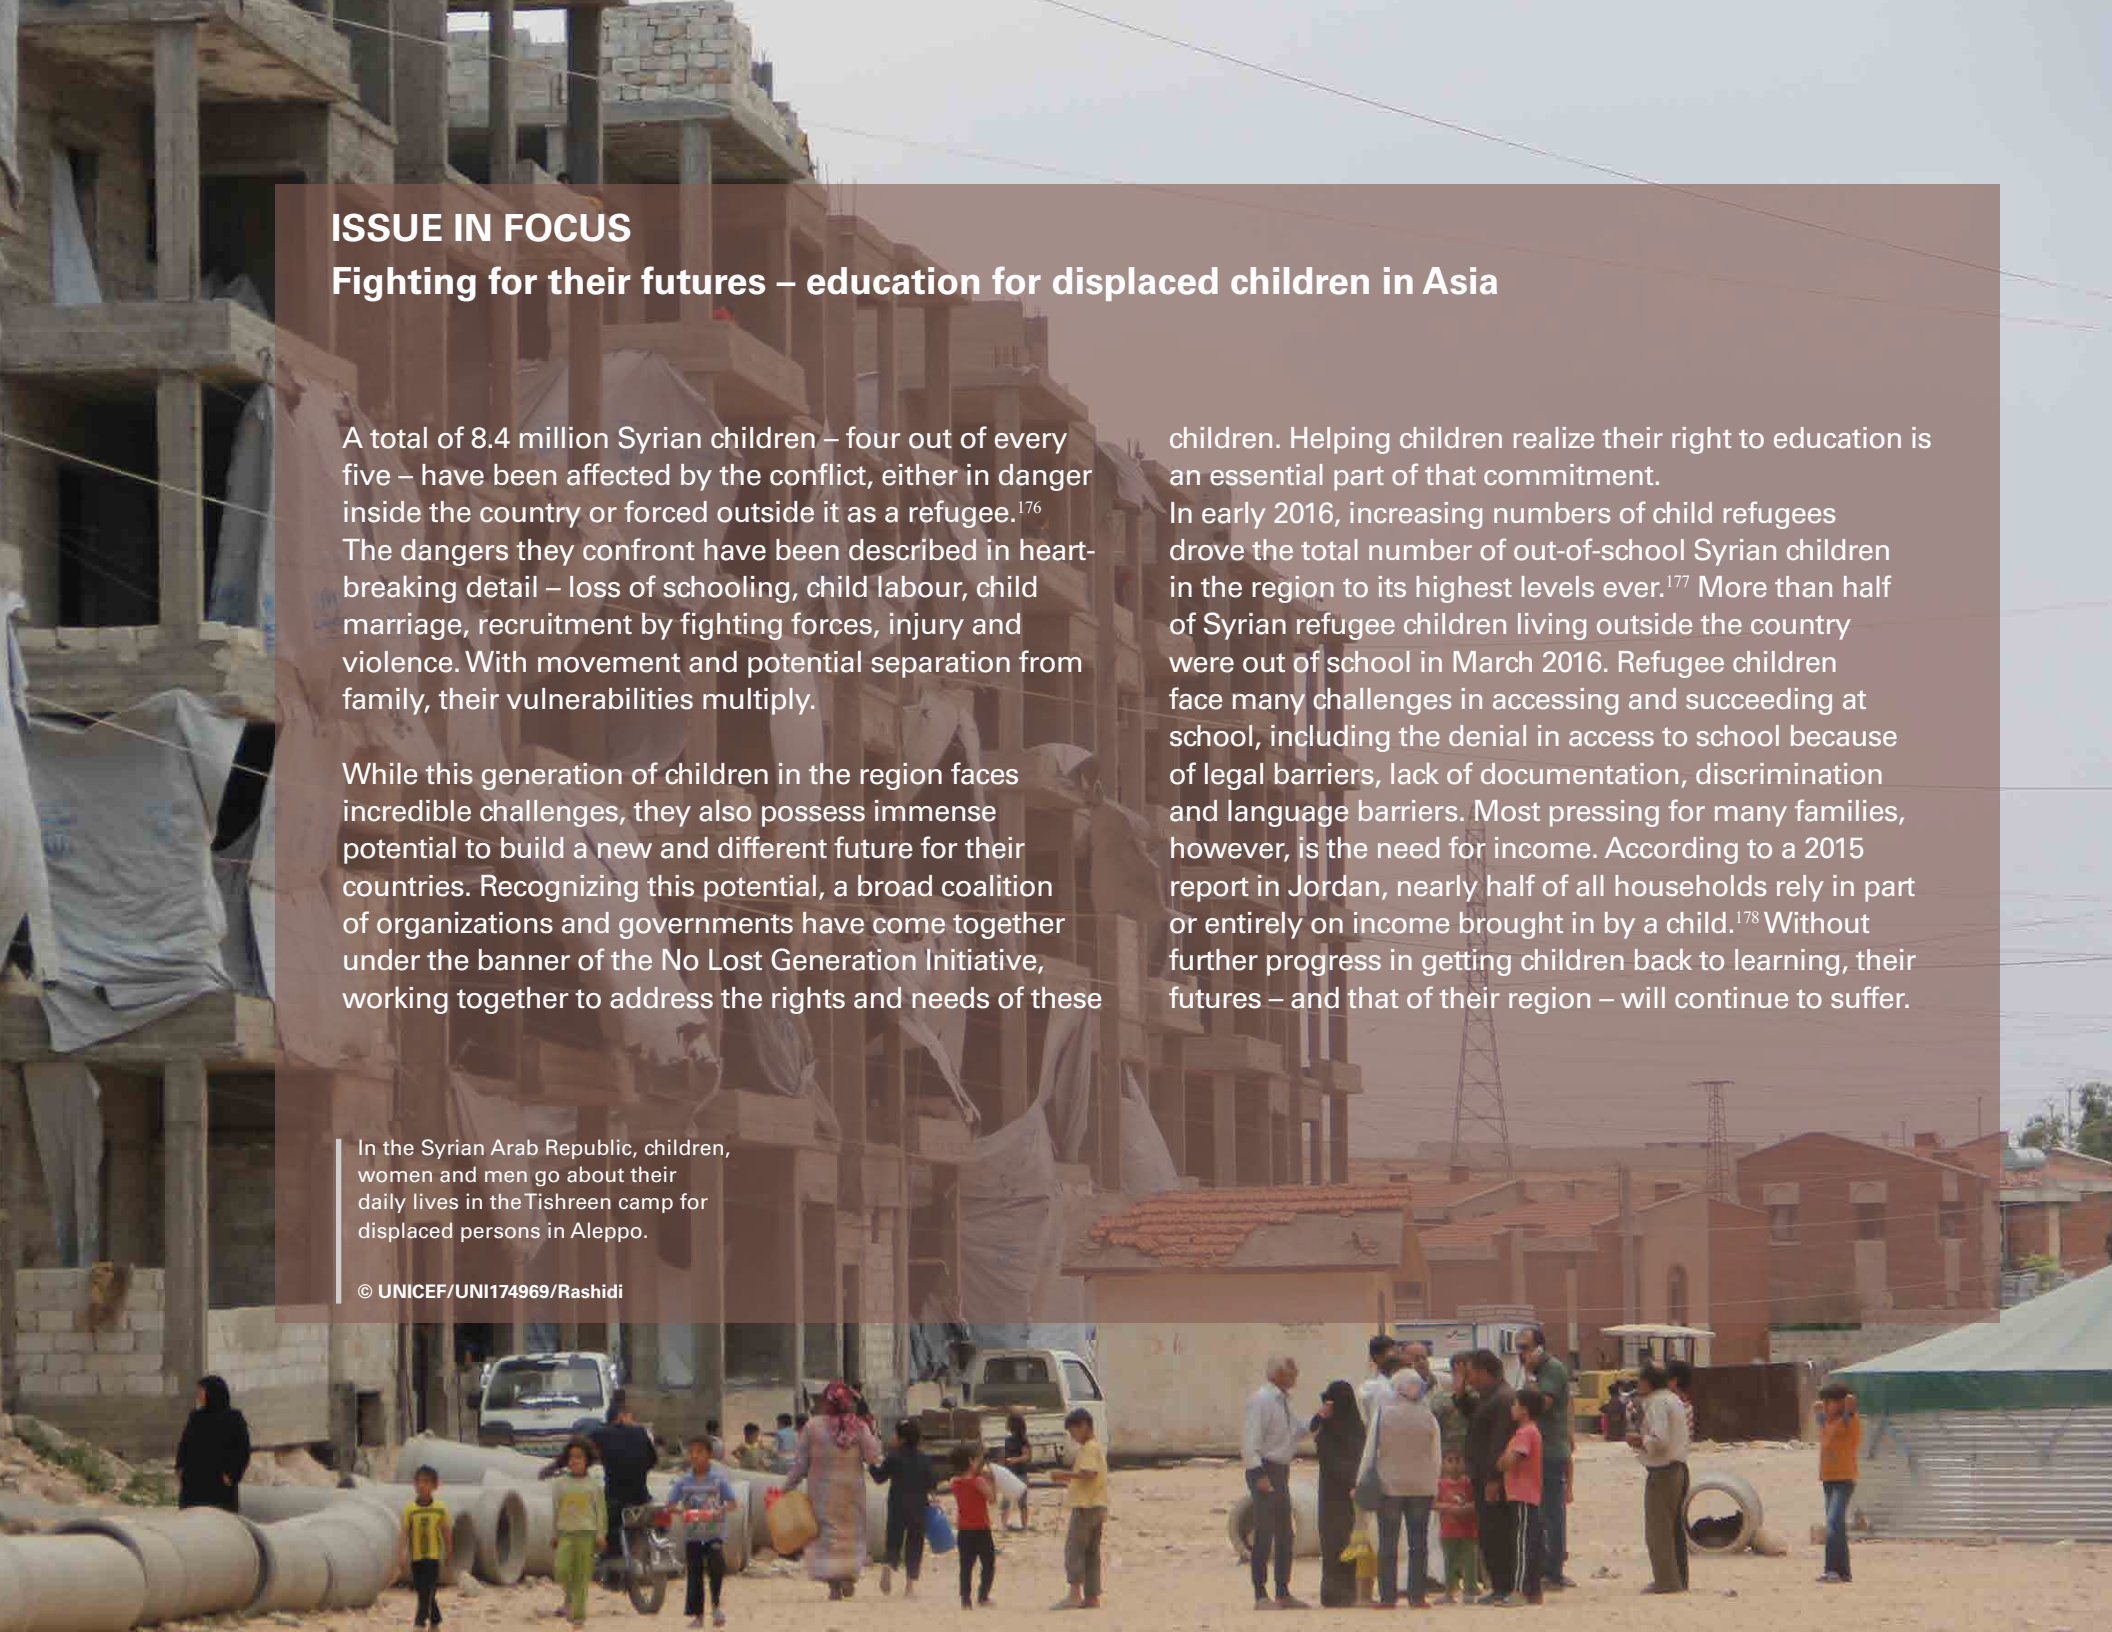 ISSUE IN FOCUS
Fighting for their futures – education for displaced children in Asia
A total of 8.4 million Syrian children – four out of every
five – have been affected by the conflict, either in danger
inside the country or forced outside it as a refugee.176
The dangers they confront have been described in heart-
breaking detail – loss of schooling, child labour, child
marriage, recruitment by fighting forces, injury and
violence. With movement and potential separation from
family, their vulnerabilities multiply.
While this generation of children in the region faces
incredible challenges, they also possess immense
potential to build a new and different future for their
countries. Recognizing this potential, a broad coalition
of organizations and governments have come together
under the banner of the No Lost Generation Initiative,
working together to address the rights and needs of these
children. Helping children realize their right to education is
an essential part of that commitment.
In early 2016, increasing numbers of child refugees
drove the total number of out-of-school Syrian children
in the region to its highest levels ever.177 More than half
of Syrian refugee children living outside the country
were out of school in March 2016. Refugee children
face many challenges in accessing and succeeding at
school, including the denial in access to school because
of legal barriers, lack of documentation, discrimination
and language barriers. Most pressing for many families,
however, is the need for income. According to a 2015
report in Jordan, nearly half of all households rely in part
or entirely on income brought in by a child.178 Without
further progress in getting children back to learning, their
futures – and that of their region – will continue to suffer.
In the Syrian Arab Republic, children,
women and men go about their
daily lives in the Tishreen camp for
displaced persons in Aleppo.
© UNICEF/UNI174969/Rashidi